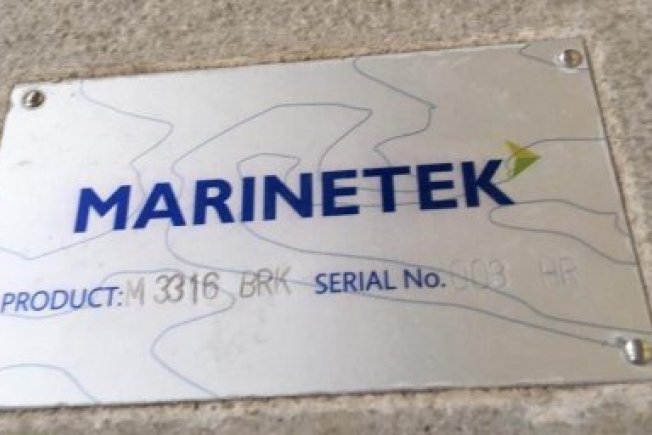 MARINETEK
PRODUCT: M 3316 BRK SERIAL No. 003 HR